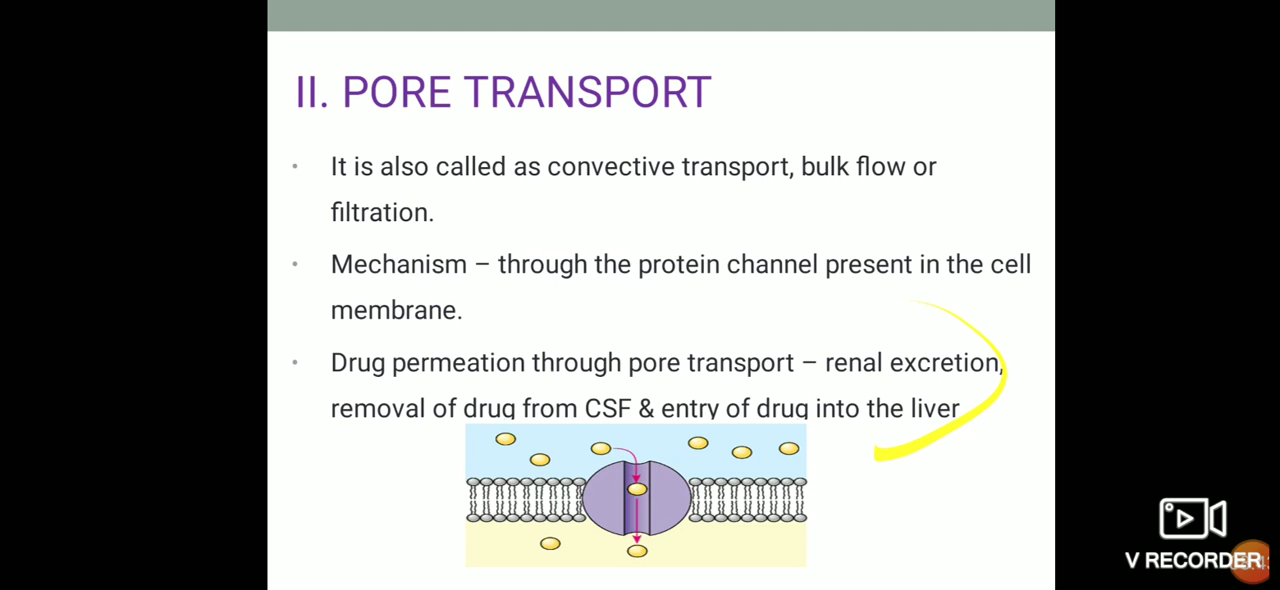 II. PORE TRANSPORT
• It is also called as convective transport, bulk flow or
filtration.
• Mechanism – through the protein channel present in the cell
membrane.
• Drug permeation through pore transport – renal excretion,
removal of drug from CSF & entry of drug into the liver
V RECORDER